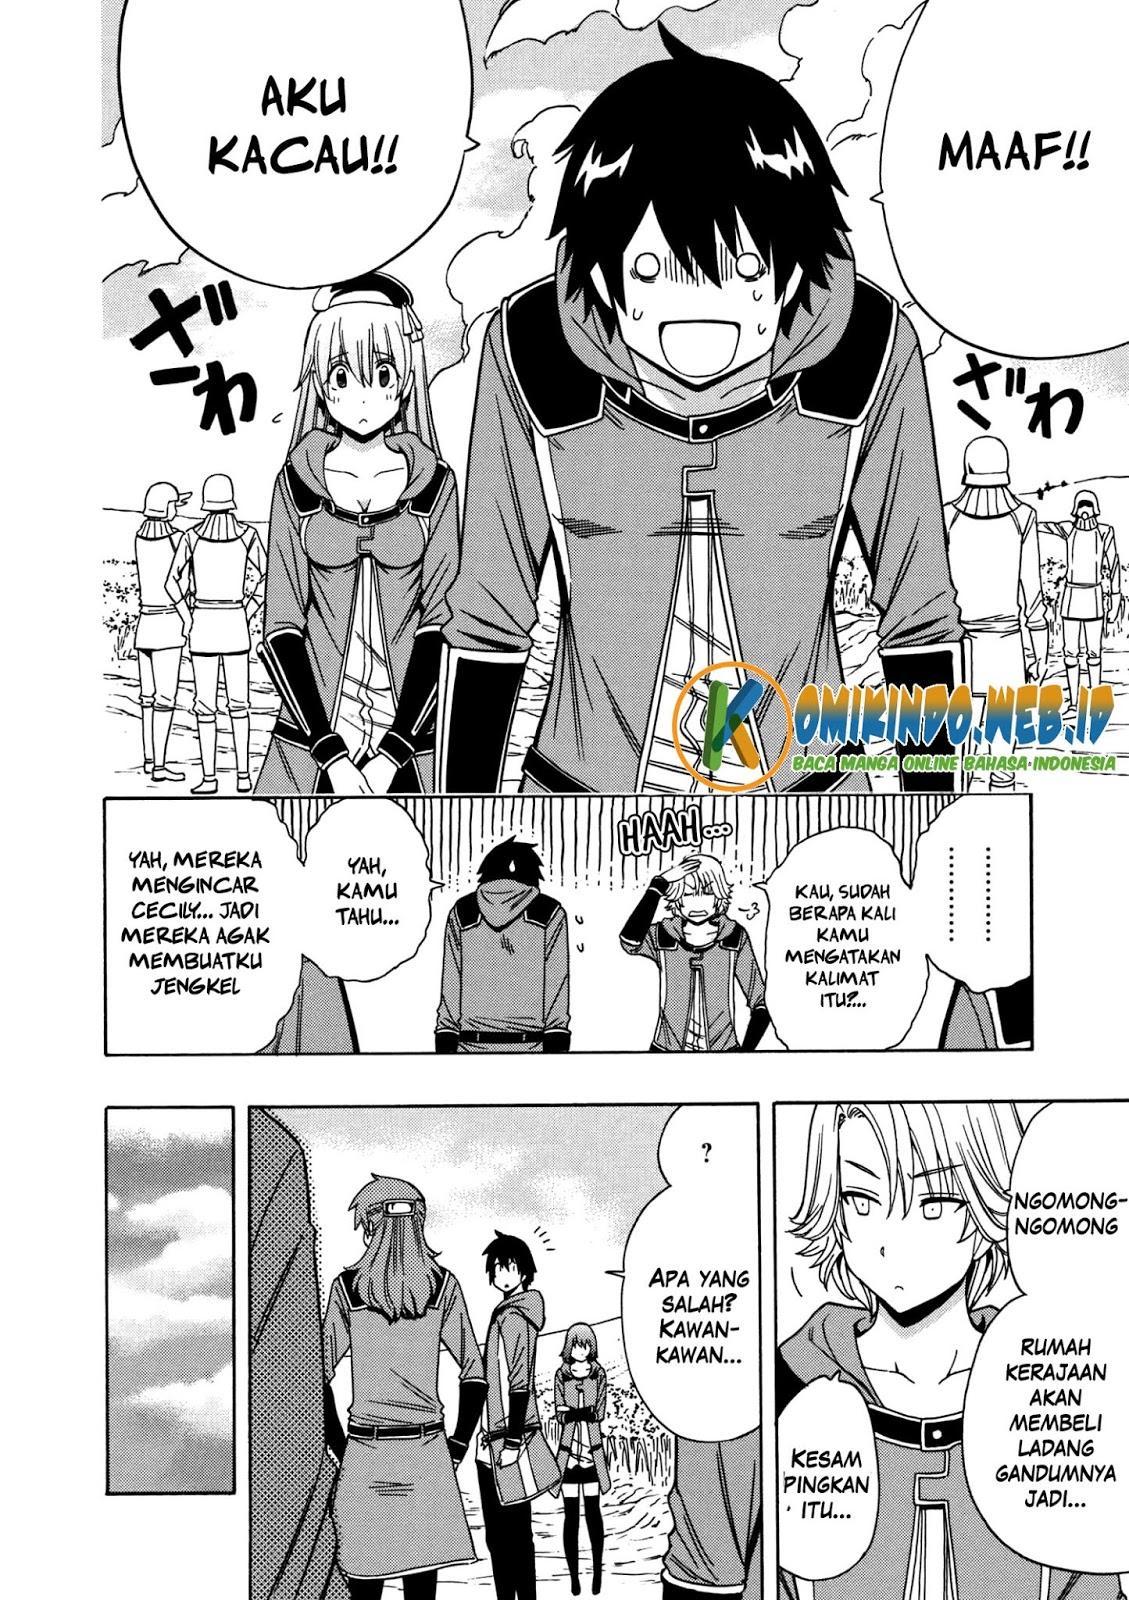 MAAF!!
AKU
KACAU!!
ざわ
ざわ
OMIKINDO.WEB.ID
BACA MANGA ONLINE BAHASA INDONESIA
..........
KAU, SUDAH
BERAPA KALI
KAMU
MENGATAKAN
KALIMAT
ITU?...
HAAH...
YAH,
KAMU
TAHU...
YAH, MEREKA
MENGINCAR
CECILY... JADI
MEREKA AGAK
MEMBUATKU
JENGKEL
NGOMONG-
NGOMONG
RUMAH
KERAJAAN
AKAN
MEMBELI
LADANG
GANDUMNYA
JADI...
KESAM
PINGKAN
ITU...
?
APA YANG
SALAH?
KAWAN-
KAWAN...